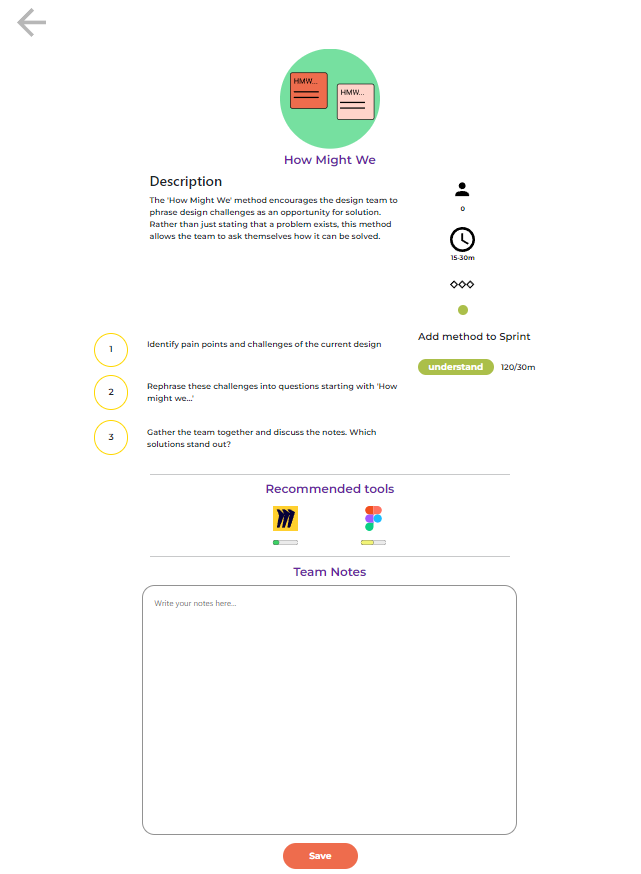 HMW...
HMW...
How Might We
Description
The 'How Might We' method encourages the design team to
phrase design challenges as an opportunity for solution.
Rather than just stating that a problem exists, this method
allows the team to ask themselves how it can be solved.
0
15-30m
1
Identify pain points and challenges of the current design
2
Rephrase these challenges into questions starting with 'How
might we...'
3
Gather the team together and discuss the notes. Which
solutions stand out?
Add method to Sprint
understand 120/30m
Recommended tools
Team Notes
Write your notes here...
Save